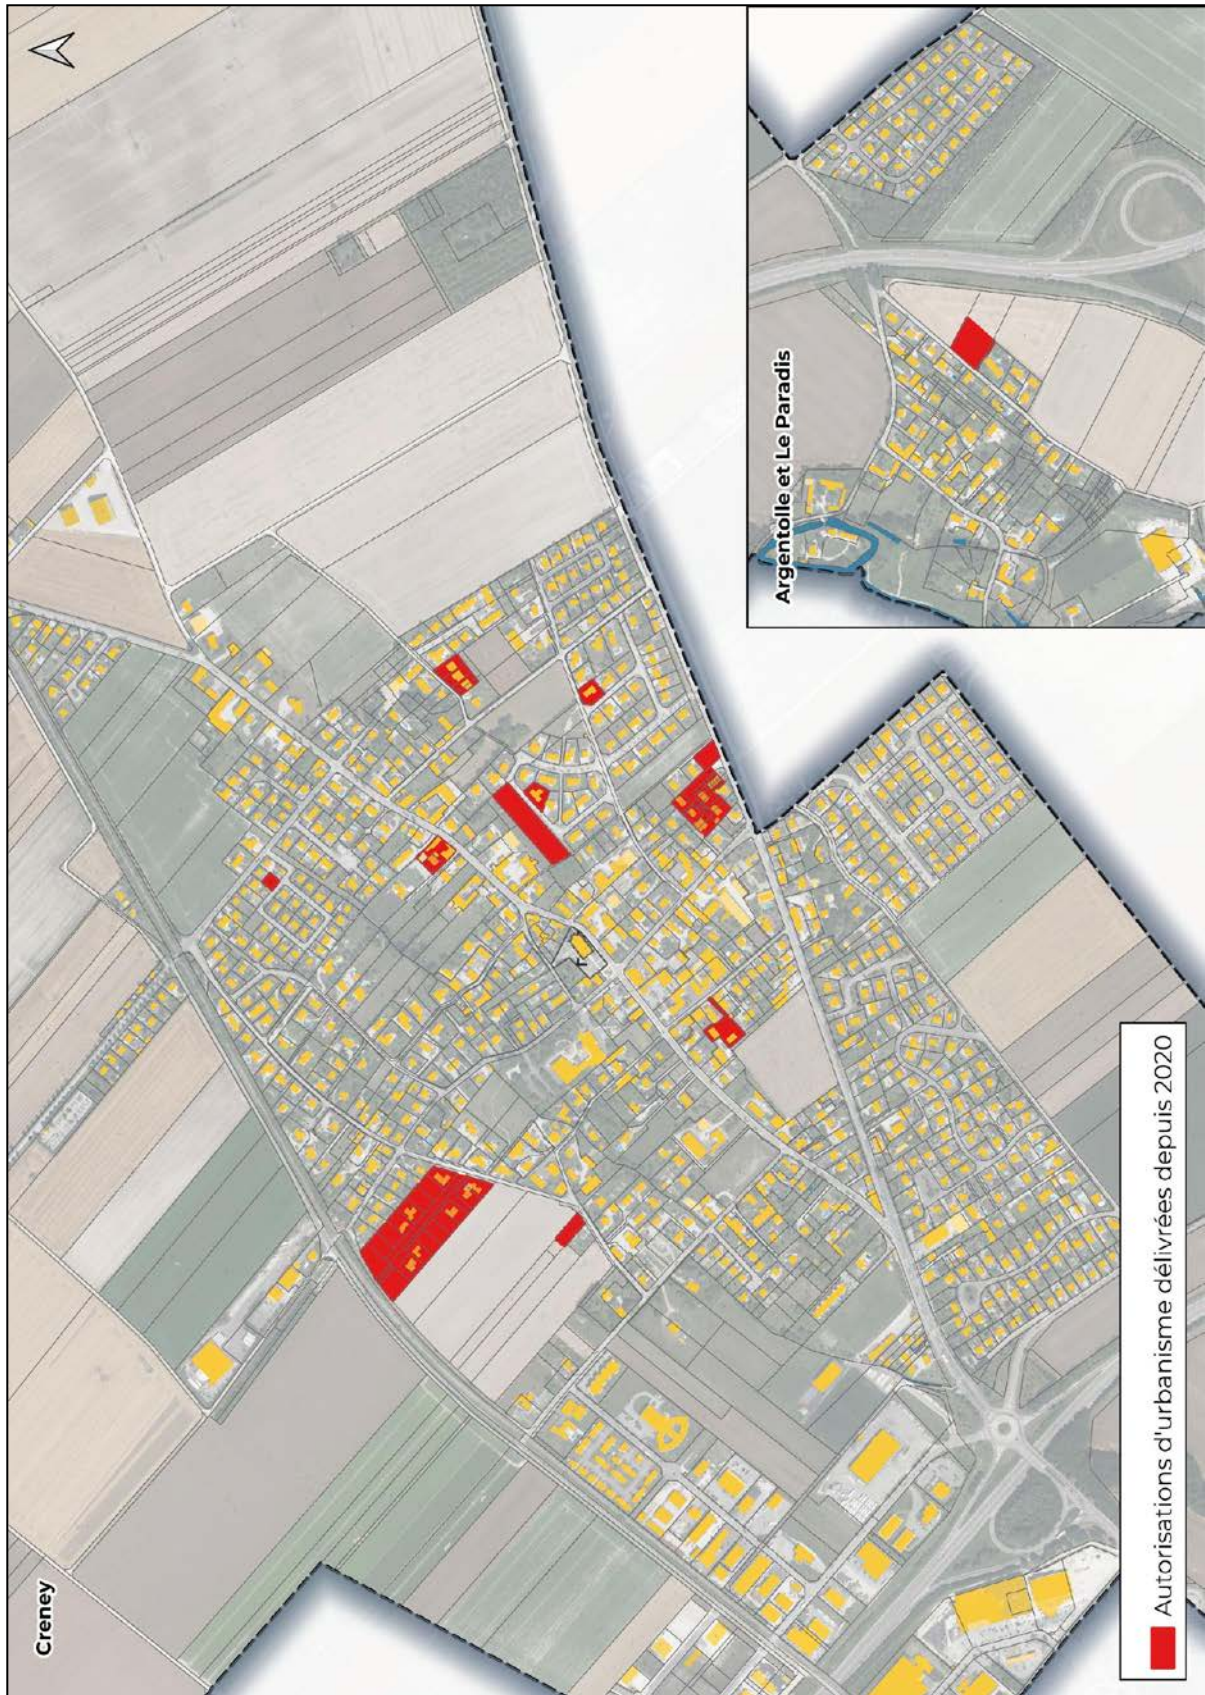 Creney
Argentolle et Le Paradis
Autorisations d'urbanisme délivrées depuis 2020